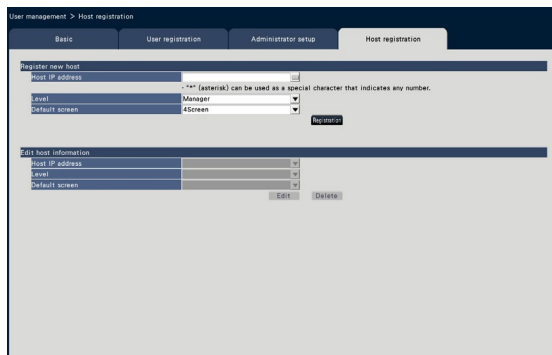 User management > Host registration
Basic User registration Administrator setup Host registration
Register new host
Host IP address
- "*" (asterisk) can be used as a special character that indicates any number.
Level Manager
Default screen 4Screen
Registration
Edit host information
Host IP address
Level
Default screen
Edit Delete